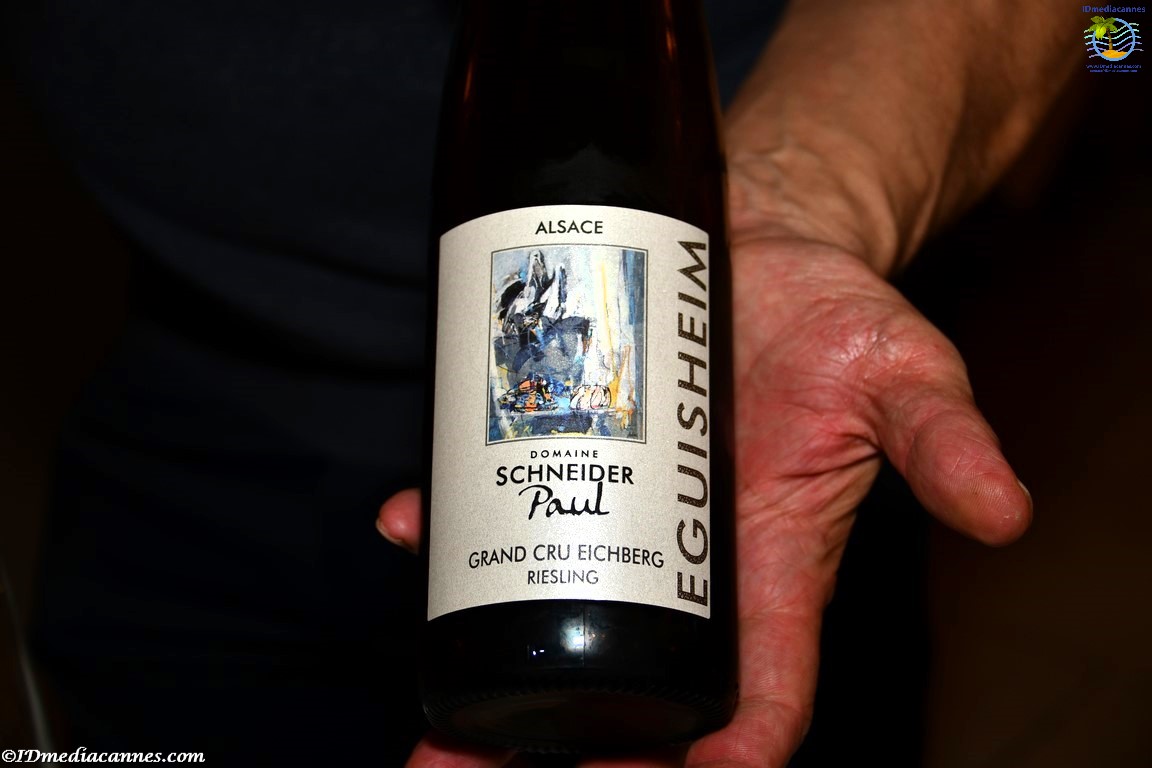 IDmediacannes
ALSACE
DOMAINE
SCHNEIDER
Paul
GRAND CRU EICHBERG
RIESLING
EGUISHEIM
©IDmediacannes.com